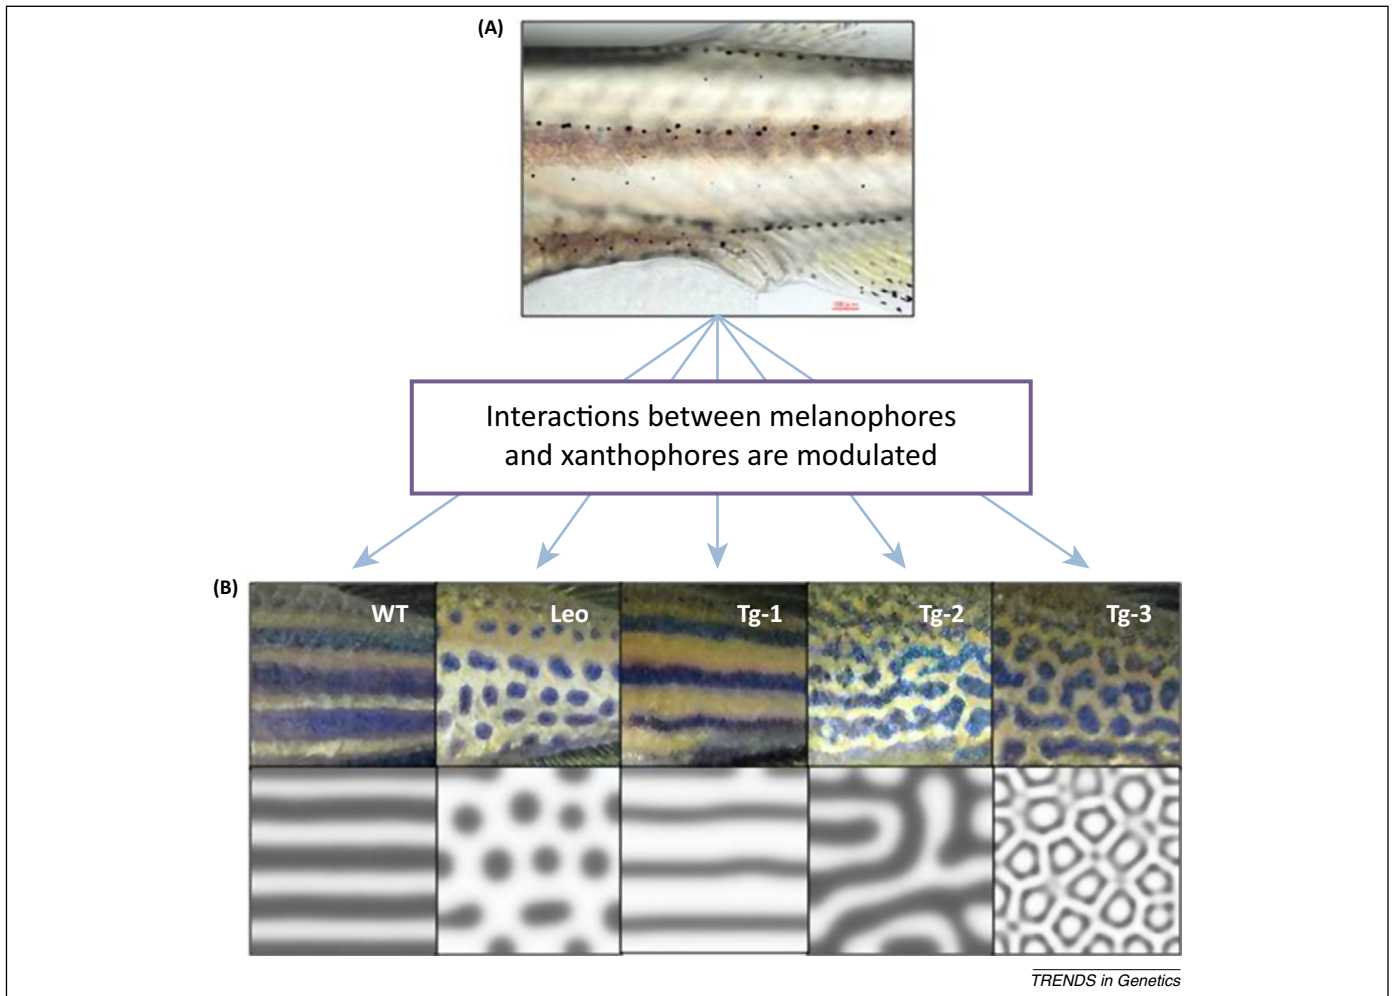 (A)
Interactions between melanophores
and xanthophores are modulated
(B)
WT
Leo
Tg-1
Tg-2
Tg-3
TRENDS in Genetics